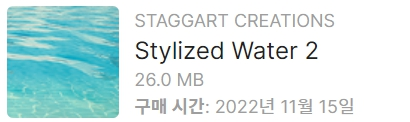 STAGGART CREATIONS
Stylized Water 2
26.0 MB
구매 시간: 2022년 11월 15일